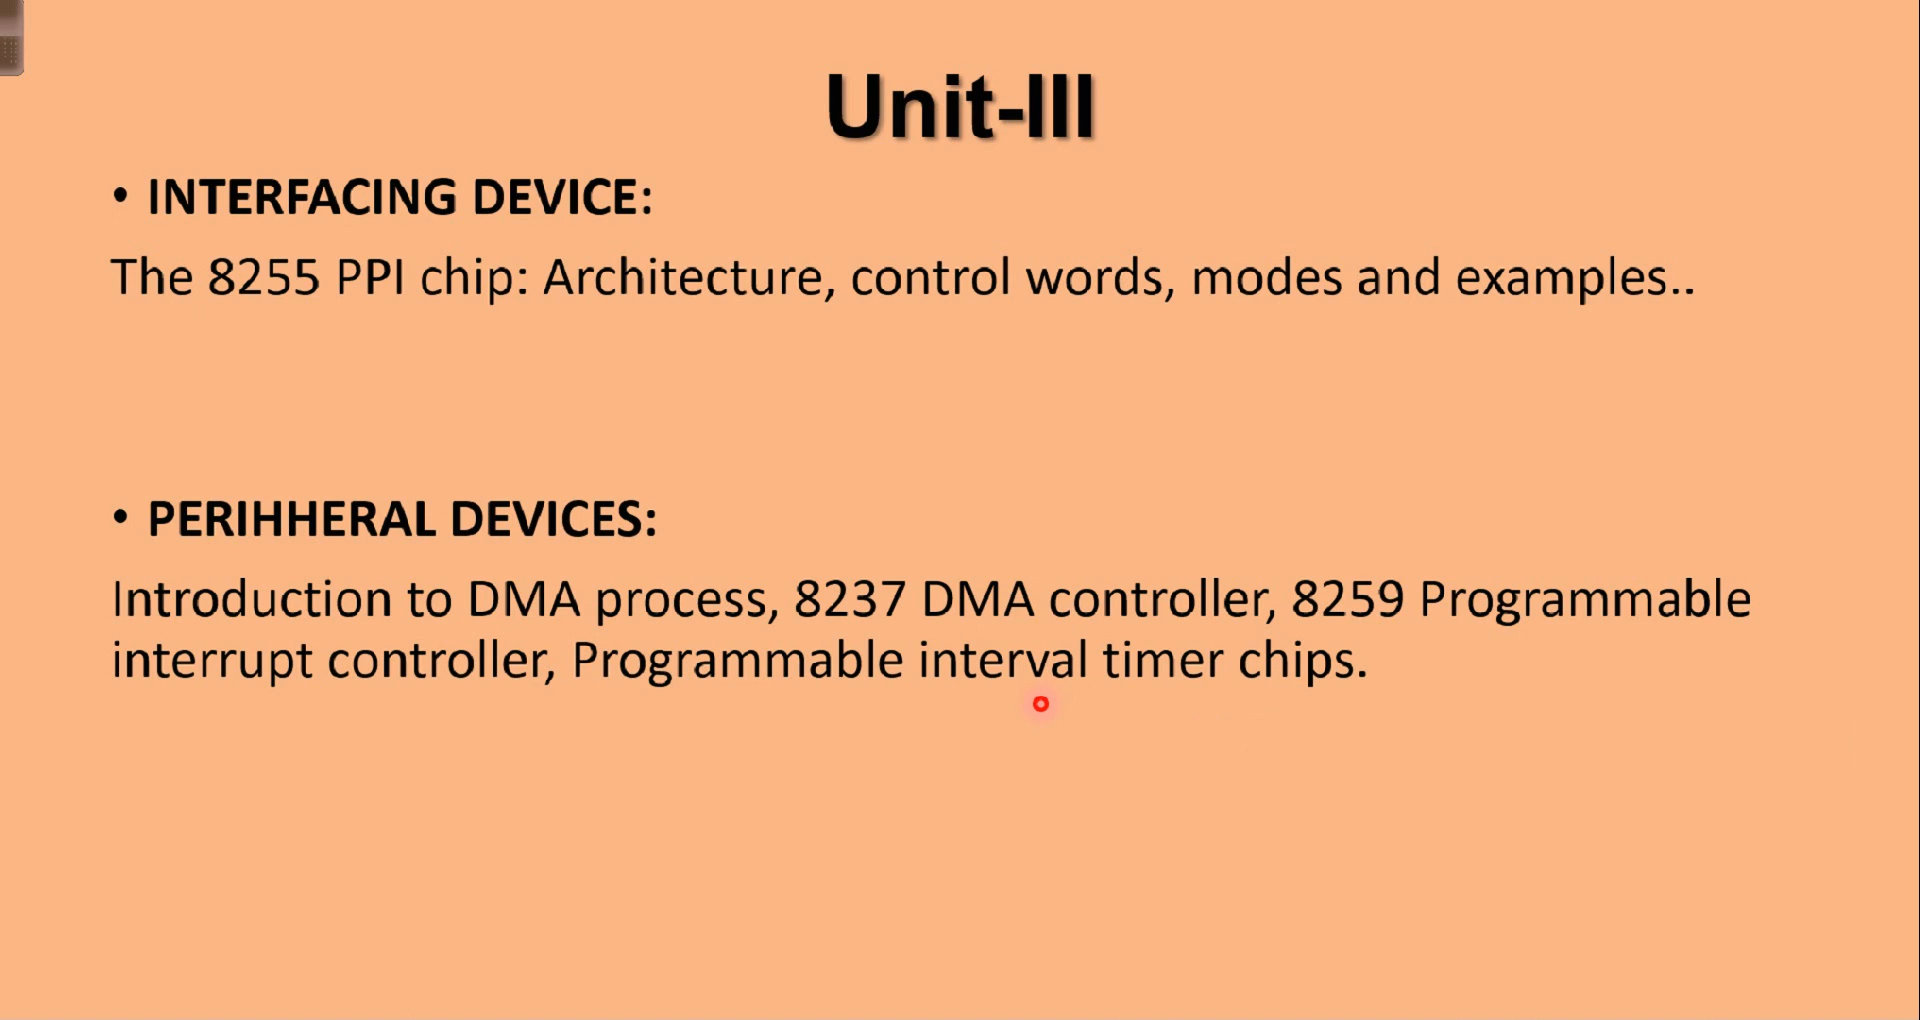 Unit-III
• INTERFACING DEVICE:
The 8255 PPI chip: Architecture, control words, modes and examples..
• PERIHHERAL DEVICES:
Introduction to DMA process, 8237 DMA controller, 8259 Programmable
interrupt controller, Programmable interval timer chips.